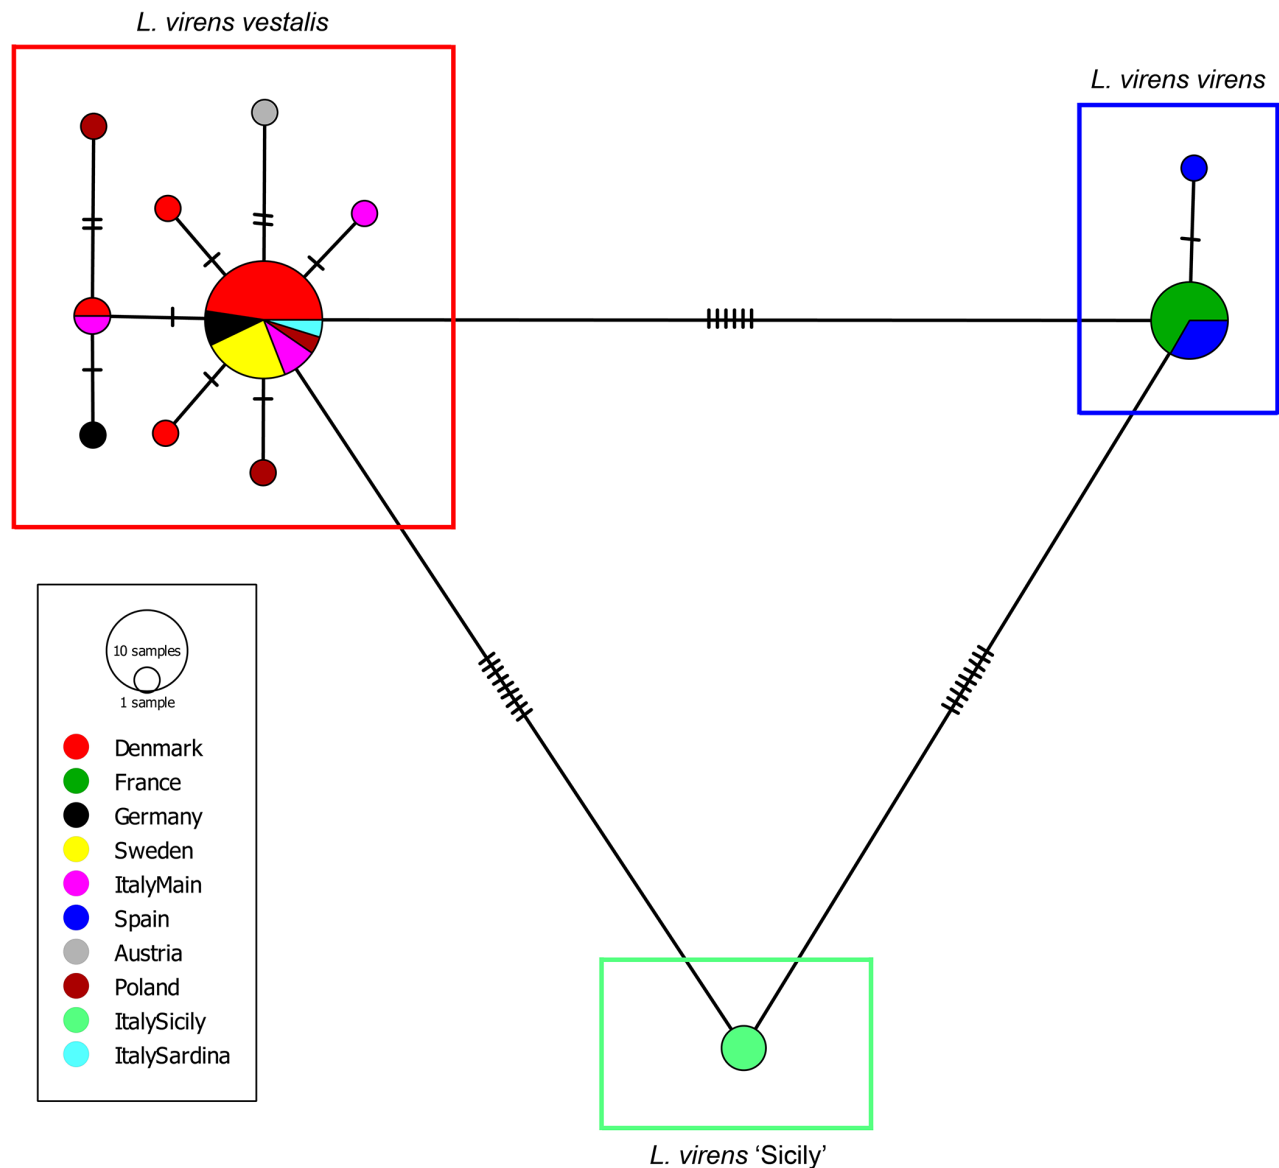 L. virens vestalis
L. virens virens
10 samples
1 sample
Denmark
France
Germany
Sweden
ItalyMain
Spain
Austria
Poland
ItalySicily
ItalySardina
L. virens ‘Sicily’